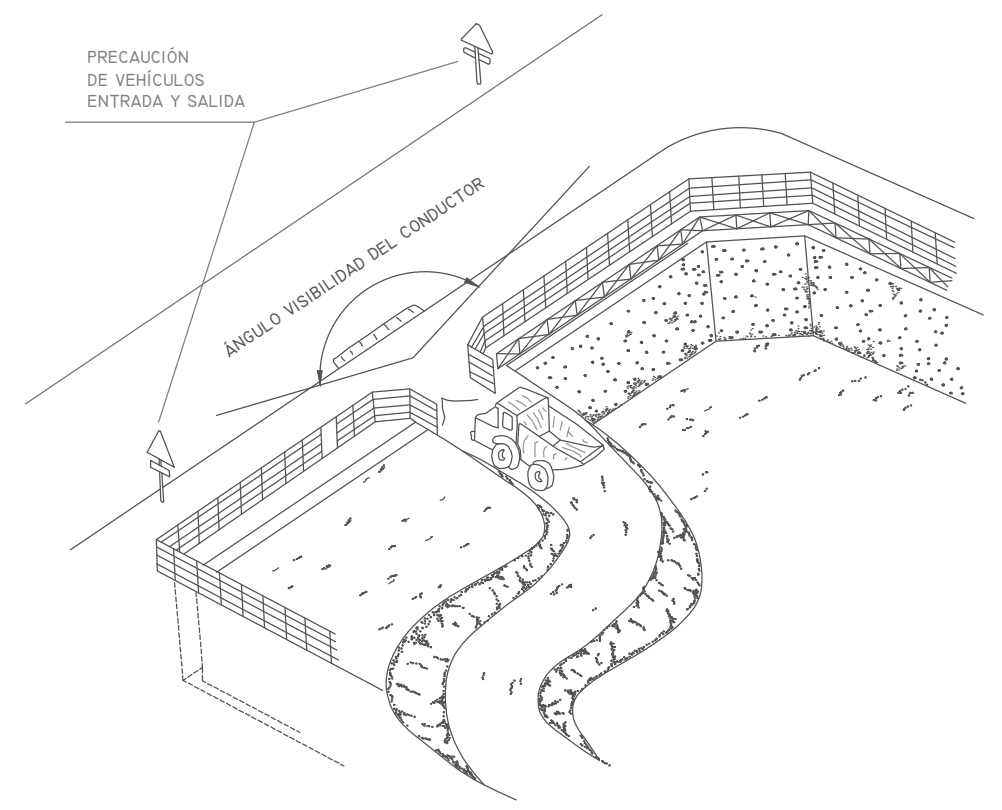 PRECAUCIÓN
DE VEHÍCULOS
ENTRADA Y SALIDA
ÁNGULO VISIBILIDAD DEL CONDUCTOR